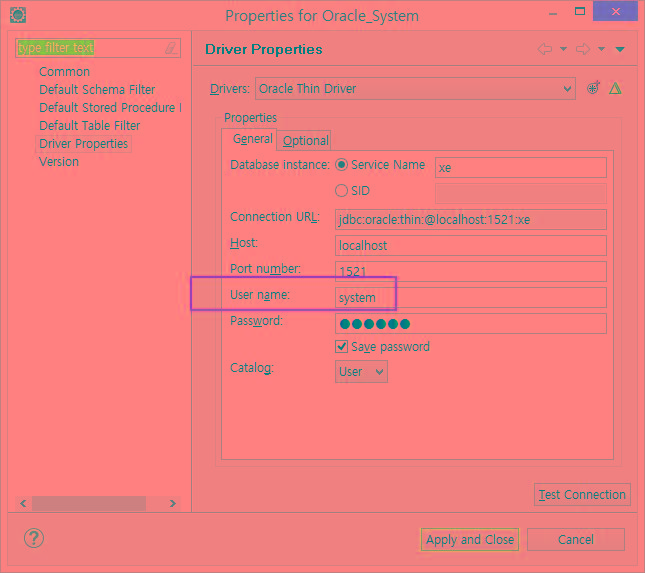 Properties for Oracle_System
type filter text
Common
Default Schema Filter
Default Stored Procedure I
Default Table Filter
Driver Properties
Version
Driver Properties
Drivers: Oracle Thin Driver
Properties
General Optional
Database instance: Service Name xe
SID
Connection URL: jdbc:oracle:thin:@localhost:1521:xe
Host: localhost
Port number: 1521
User name: system
Password: ●●●●●●
Save password
Catalog: User
Test Connection
? Apply and Close Cancel